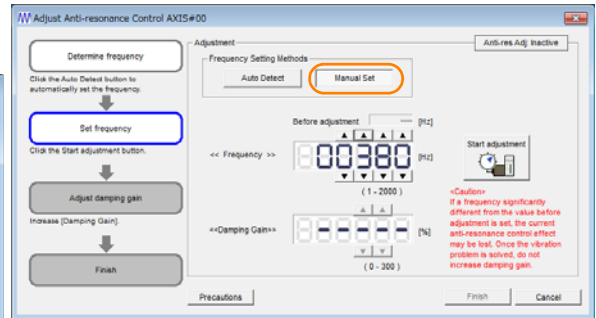 Adjust Anti-resonance Control AXIS#00
Determine frequency
Click the Auto Detect button to
automatically set the frequency.
Set frequency
Click the Start adjustment button.
Adjust damping gain
Increase [Damping Gain].
Finish
Adjustment
Anti-res Adj: Inactive
Frequency Setting Methods
Auto Detect
Manual Set
Before adjustment --- [Hz]
<< Frequency >> 00380 [Hz]
(1 - 2000 )
Start adjustment
<<Damping Gain>> ----- [%]
( 0 - 300 )
<Caution>
If a frequency significantly
different from the value before
adjustment is set, the current
anti-resonance control effect
may be lost. Once the vibration
problem is solved, do not
increase damping gain.
Precautions
Finish
Cancel